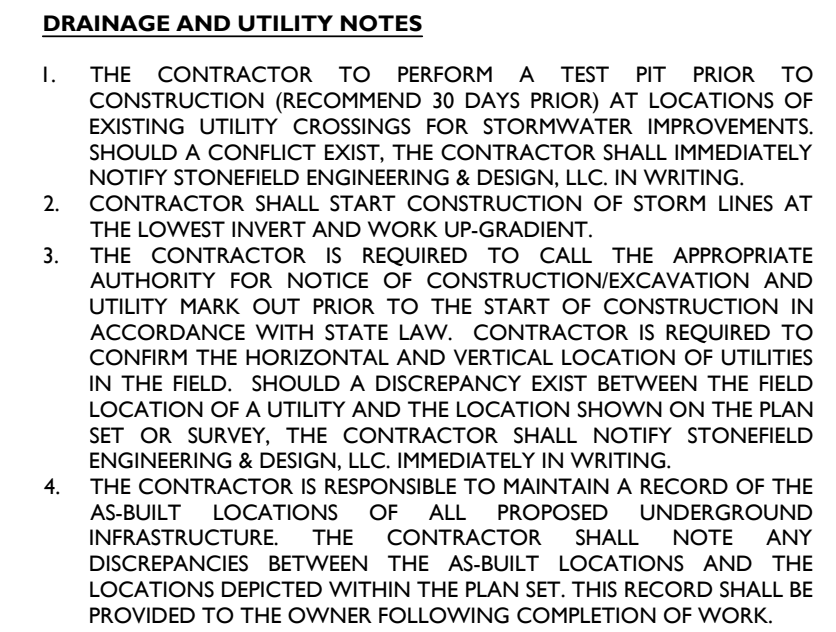 DRAINAGE AND UTILITY NOTES
1. THE CONTRACTOR TO PERFORM A TEST PIT PRIOR TO
CONSTRUCTION (RECOMMEND 30 DAYS PRIOR) AT LOCATIONS OF
EXISTING UTILITY CROSSINGS FOR STORMWATER IMPROVEMENTS.
SHOULD A CONFLICT EXIST, THE CONTRACTOR SHALL IMMEDIATELY
NOTIFY STONEFIELD ENGINEERING & DESIGN, LLC. IN WRITING.
2. CONTRACTOR SHALL START CONSTRUCTION OF STORM LINES AT
THE LOWEST INVERT AND WORK UP-GRADIENT.
3. THE CONTRACTOR IS REQUIRED TO CALL THE APPROPRIATE
AUTHORITY FOR NOTICE OF CONSTRUCTION/EXCAVATION AND
UTILITY MARK OUT PRIOR TO THE START OF CONSTRUCTION IN
ACCORDANCE WITH STATE LAW. CONTRACTOR IS REQUIRED TO
CONFIRM THE HORIZONTAL AND VERTICAL LOCATION OF UTILITIES
IN THE FIELD. SHOULD A DISCREPANCY EXIST BETWEEN THE FIELD
LOCATION OF A UTILITY AND THE LOCATION SHOWN ON THE PLAN
SET OR SURVEY, THE CONTRACTOR SHALL NOTIFY STONEFIELD
ENGINEERING & DESIGN, LLC. IMMEDIATELY IN WRITING.
4. THE CONTRACTOR IS RESPONSIBLE TO MAINTAIN A RECORD OF THE
AS-BUILT LOCATIONS OF ALL PROPOSED UNDERGROUND
INFRASTRUCTURE. THE CONTRACTOR SHALL NOTE ANY
DISCREPANCIES BETWEEN THE AS-BUILT LOCATIONS AND THE
LOCATIONS DEPICTED WITHIN THE PLAN SET. THIS RECORD SHALL BE
PROVIDED TO THE OWNER FOLLOWING COMPLETION OF WORK.